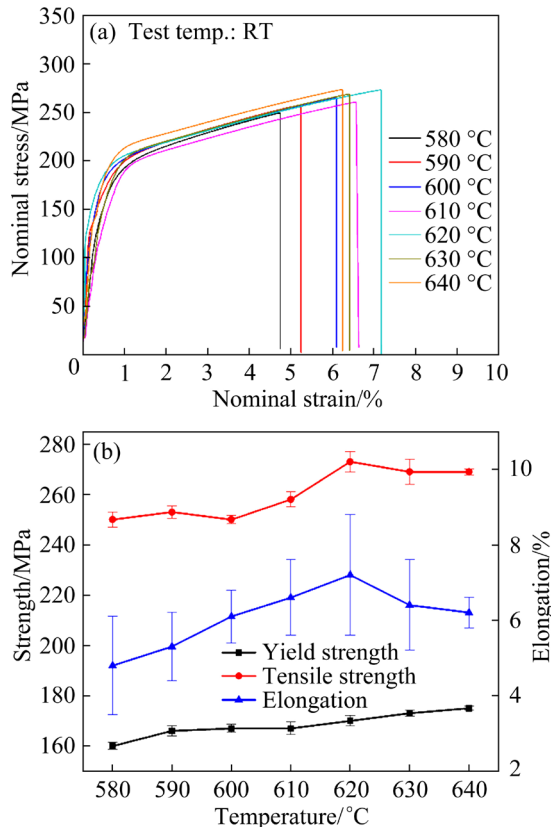 (a) Test temp.: RT
350
300
250
200
150
100
50
0
Nominal stress/MPa
580 °C
590 °C
600 °C
610 °C
620 °C
630 °C
640 °C
1 2 3 4 5 6 7 8 9 10
Nominal strain/%
(b)
280
260
240
220
200
180
160
Strength/MPa
10
8
6
4
2
Elongation/%
Yield strength
Tensile strength
Elongation
580 590 600 610 620 630 640
Temperature/°C